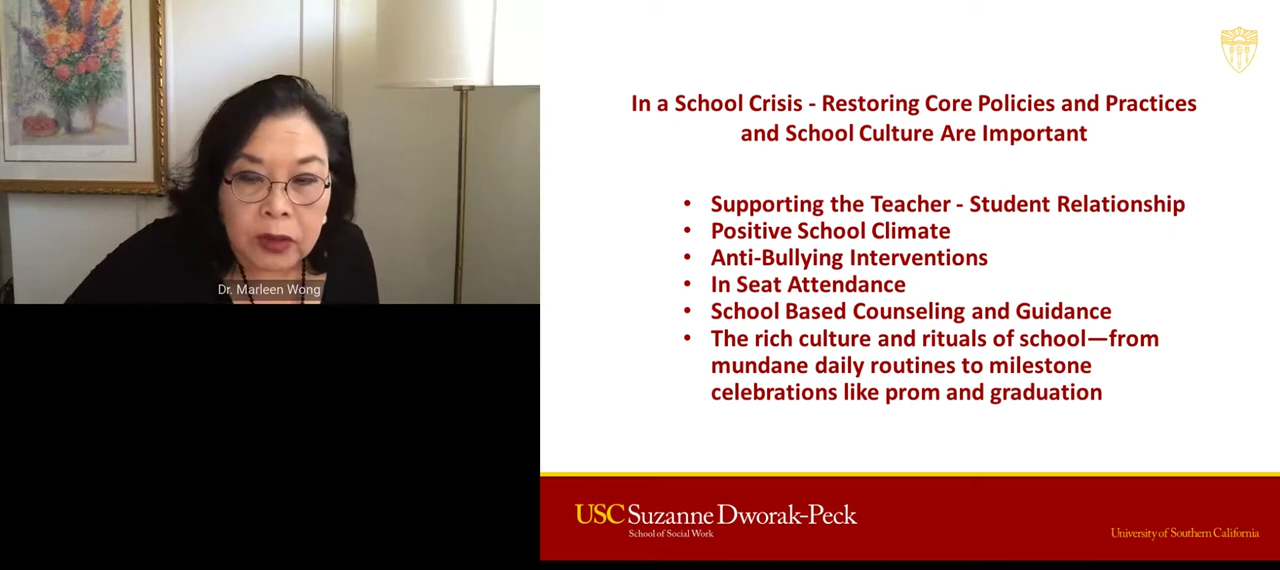 Dr. Marleen Wong
In a School Crisis - Restoring Core Policies and Practices
and School Culture Are Important
• Supporting the Teacher - Student Relationship
• Positive School Climate
• Anti-Bullying Interventions
• In Seat Attendance
• School Based Counseling and Guidance
• The rich culture and rituals of school—from
mundane daily routines to milestone
celebrations like prom and graduation
USC Suzanne Dworak-Peck
School of Social Work
University of Southern California